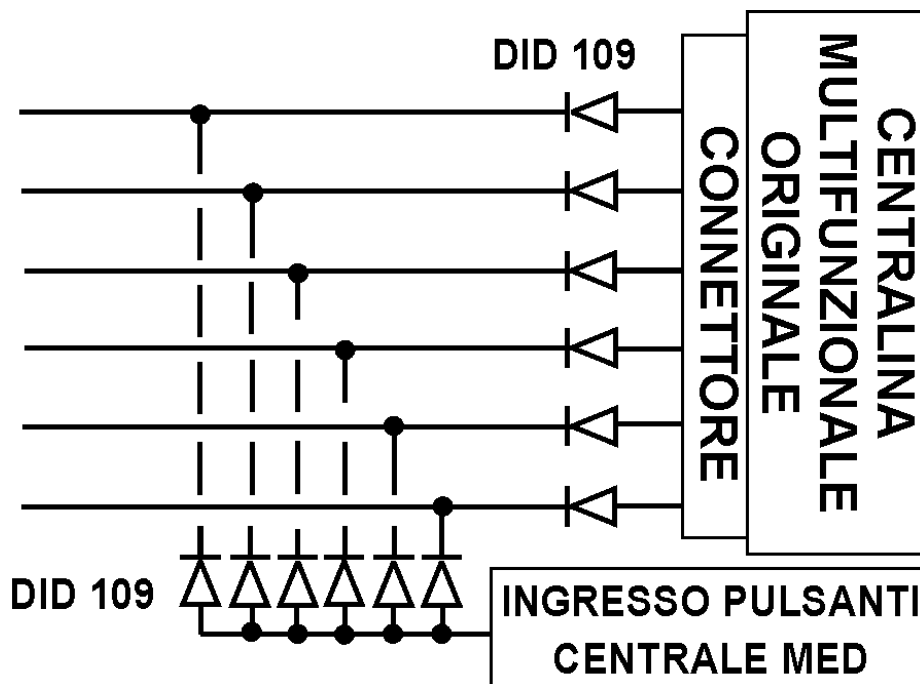 DID 109
CENTRALINA
MULTIFUNZIONALE
ORIGINALE
CONNETTORE
DID 109
INGRESSO PULSANTI
CENTRALE MED